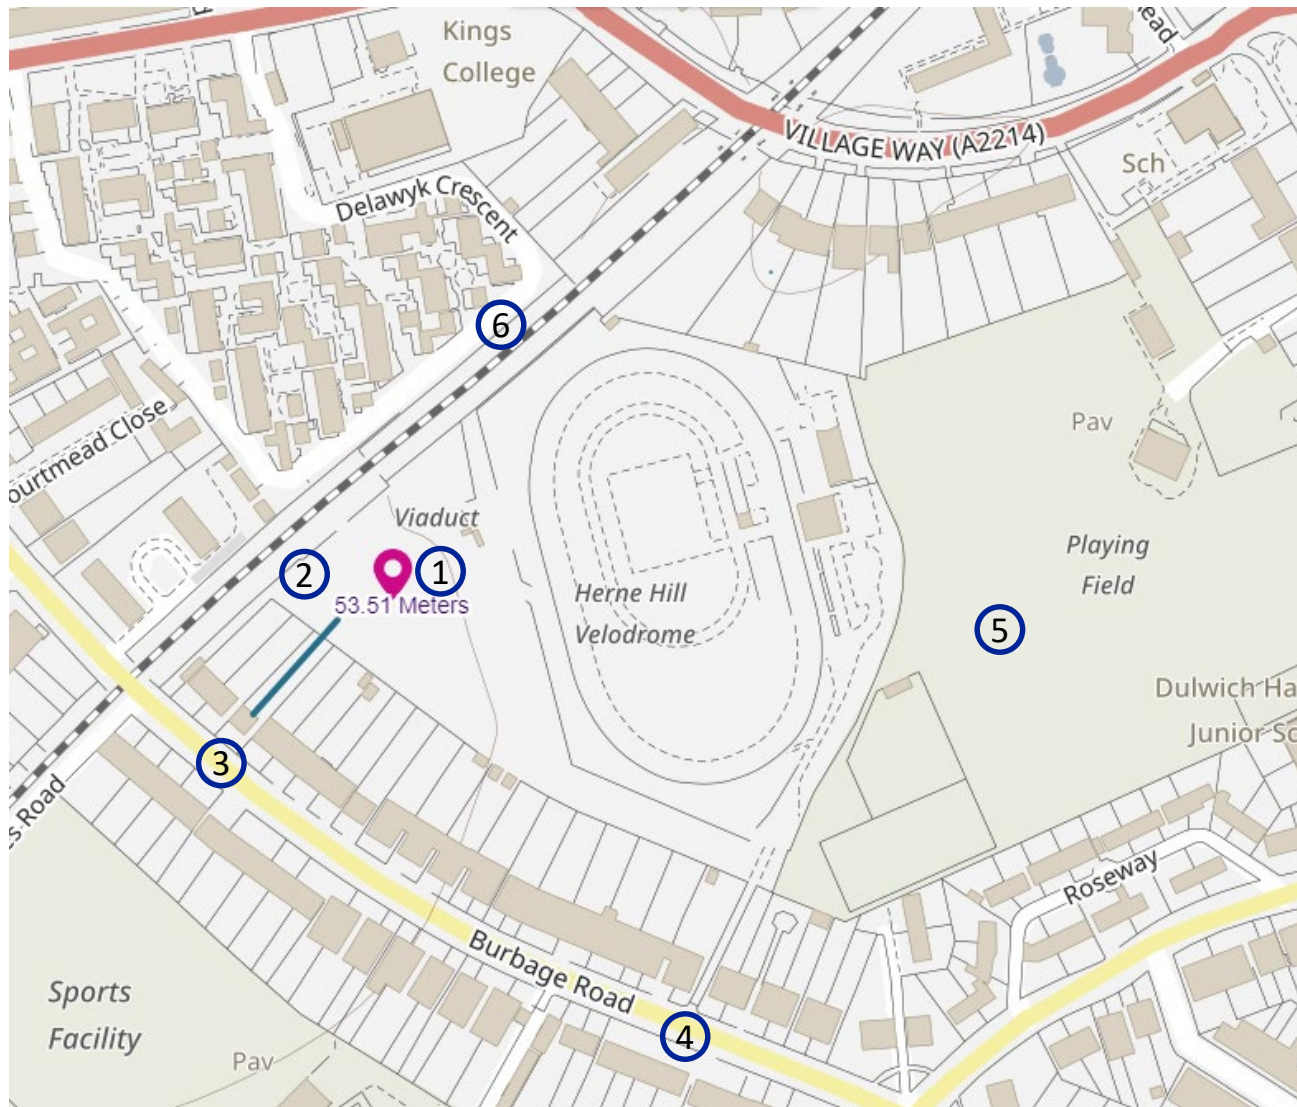 Kings
College
ead
VILLAGE WAY (A2214)
Sch
Delawyk Crescent
6
Pav
ourtmead Close
Viaduct
Playing
Field
2
1
53.51 Meters
Herne Hill
Velodrome
5
Dulwich Ha
Junior Sc
3
s Road
Roseway
Burbage Road
Sports
Facility
4
Pav